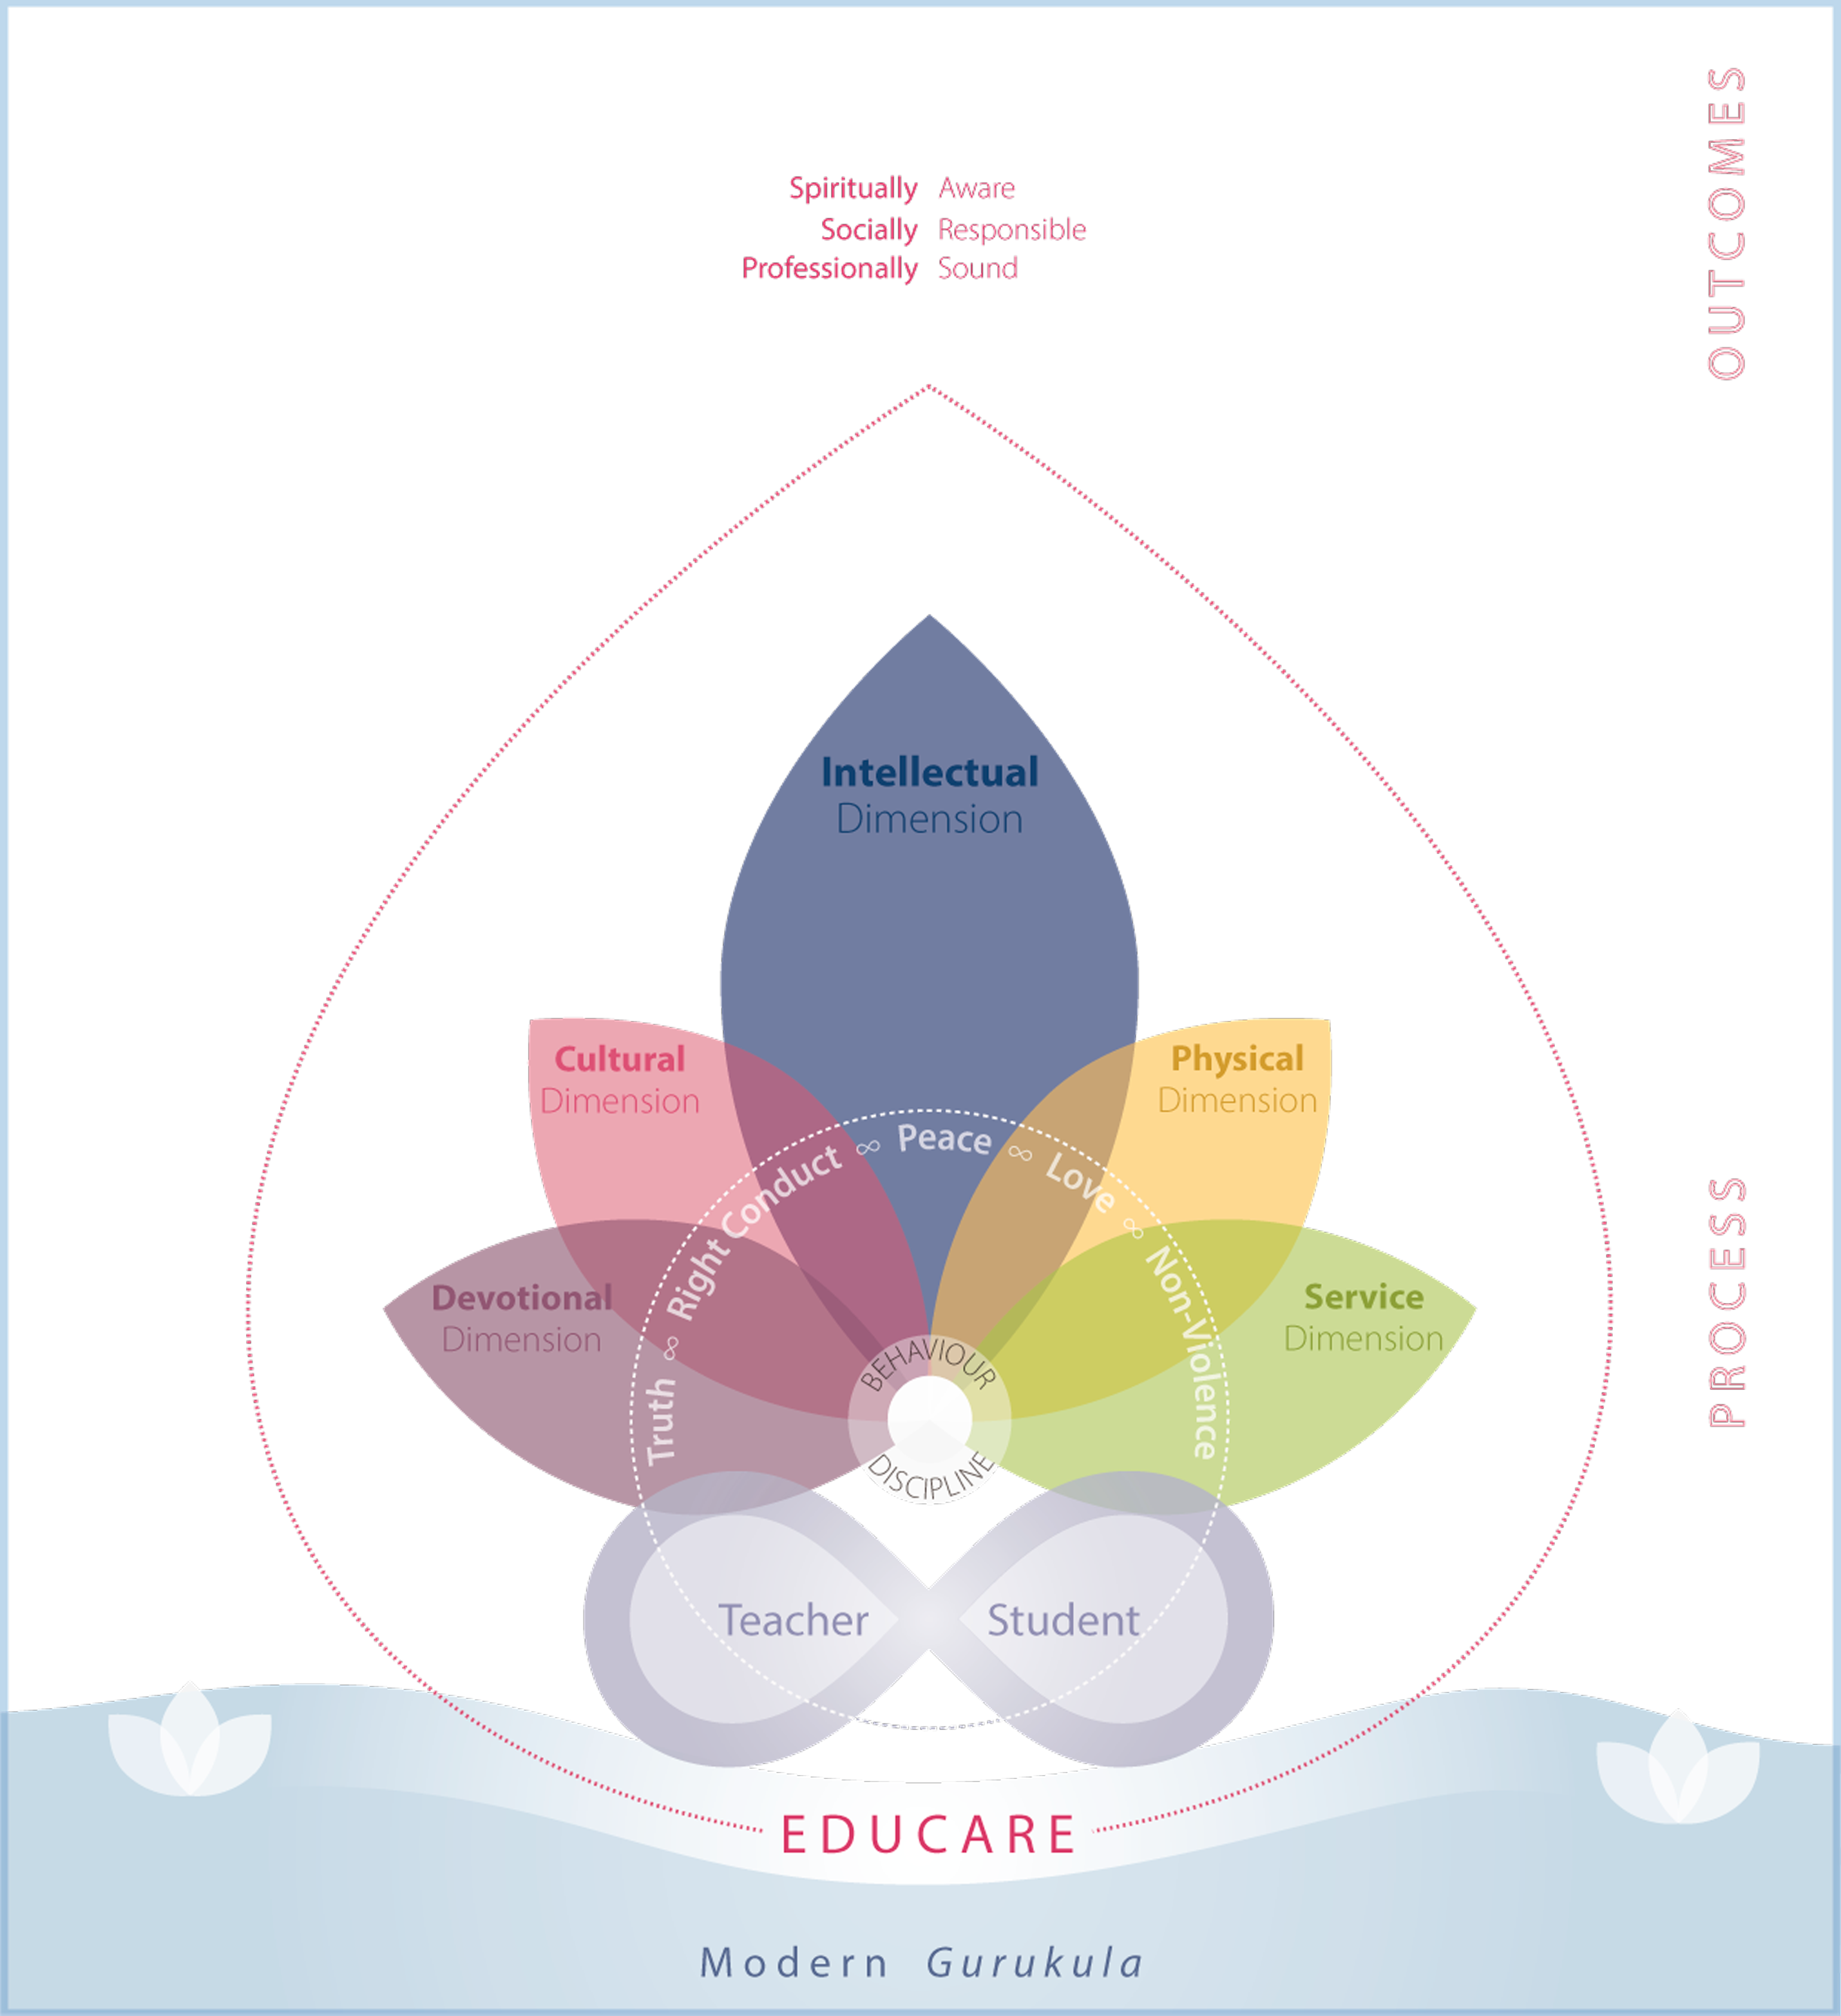 OUTCOMES
Spiritually Aware
Socially Responsible
Professionally Sound
Intellectual
Dimension
Cultural
Dimension
Physical
Dimension
Devotional
Dimension
Service
Dimension
PROCESS
Truth ∞ Right Conduct ∞ Peace ∞ Love ∞ Non-Violence
BEHAVIOUR
DISCIPLINE
Teacher
Student
EDUCARE
Modern Gurukula